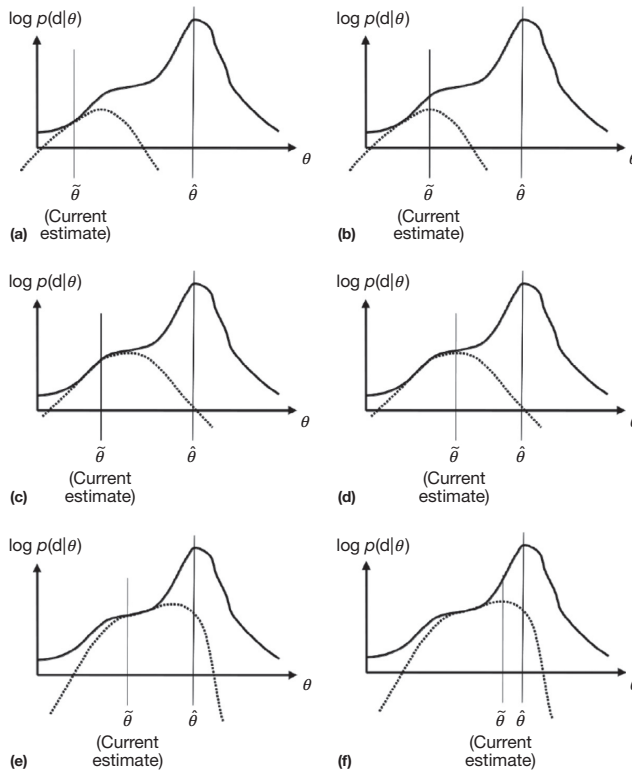 log p(d|θ)
θ
θ̃
θ̂
(Current
estimate)
(a)
θ
θ̃
θ̂
(Current
estimate)
(b)
log p(d|θ)
θ
θ̃
θ̂
(Current
estimate)
(c)
log p(d|θ)
θ
θ̃
θ̂
(Current
estimate)
(d)
log p(d|θ)
θ
θ̃
θ̂
(Current
estimate)
(e)
log p(d|θ)
θ
θ̃
θ̂
(Current
estimate)
(f)
log p(d|θ)